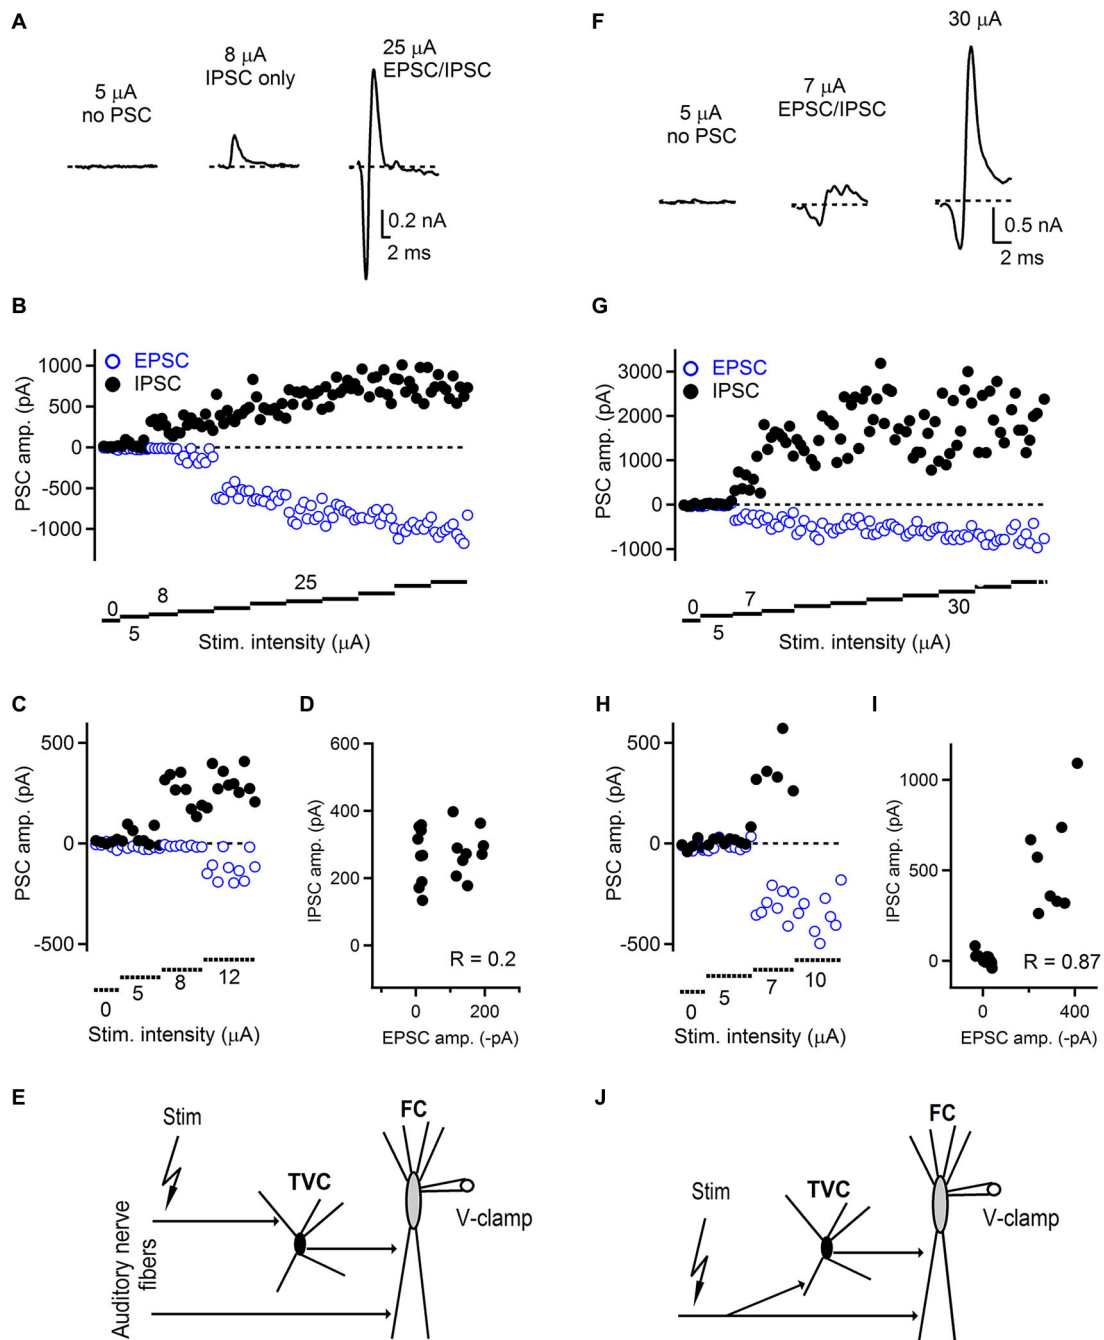 A
5 μA
no PSC
8 μA
IPSC only
25 μA
EPSC/IPSC
0.2 nA
2 ms
F
5 μA
no PSC
7 μA
EPSC/IPSC
30 μA
0.5 nA
2 ms
B
EPSC
IPSC
PSC amp. (pA)
1000
500
0
-500
-1000
0
5
8
25
Stim. intensity (μA)
G
EPSC
IPSC
PSC amp. (pA)
3000
2000
1000
0
-1000
0
5
7
30
Stim. intensity (μA)
C
PSC amp. (pA)
500
0
-500
0
5
8
12
Stim. intensity (μA)
D
IPSC amp. (pA)
600
400
200
0
R = 0.2
0
200
EPSC amp. (-pA)
H
PSC amp. (pA)
500
0
-500
0
5
7
10
Stim. intensity (μA)
I
IPSC amp. (pA)
1000
500
0
R = 0.87
0
400
EPSC amp. (-pA)
E
Stim
TVC
FC
V-clamp
Auditory nerve
fibers
J
Stim
TVC
FC
V-clamp